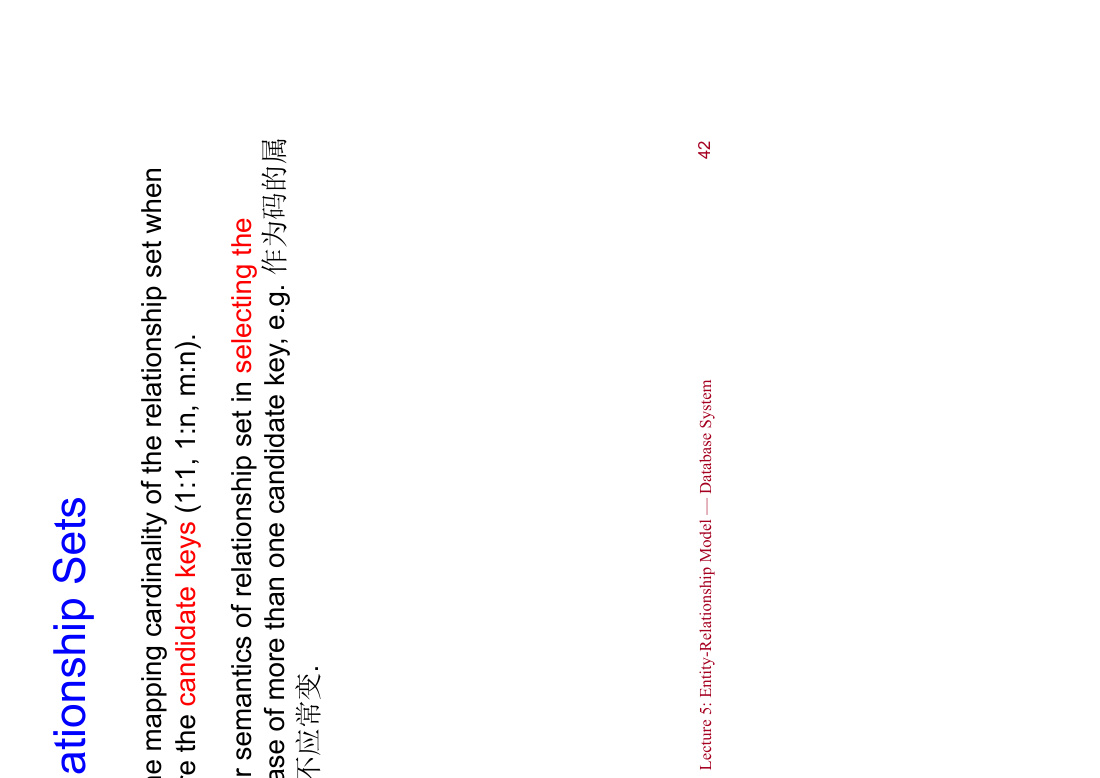 ationship Sets
ne mapping cardinality of the relationship set when
re the candidate keys (1:1, 1:n, m:n).
r semantics of relationship set in selecting the
ase of more than one candidate key, e.g. 作为码的属
不应常变.
Lecture 5: Entity-Relationship Model — Database System
42